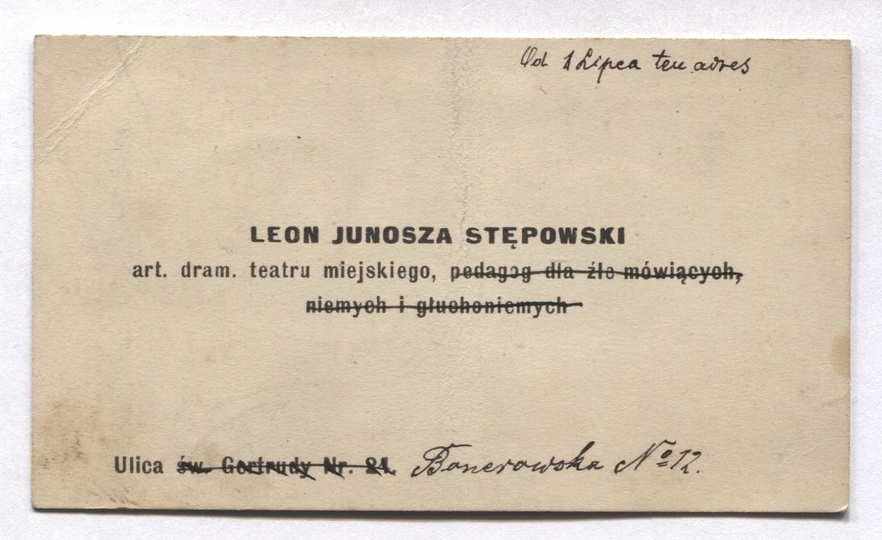 Od 1 Lipca ten adres
LEON JUNOSZA STĘPOWSKI
art. dram. teatru miejskiego, pedagog dla źle mówiących,
niemych i głuchoniemych
Ulica św. Gertrudy Nr. 24. Bonerowska No 12.